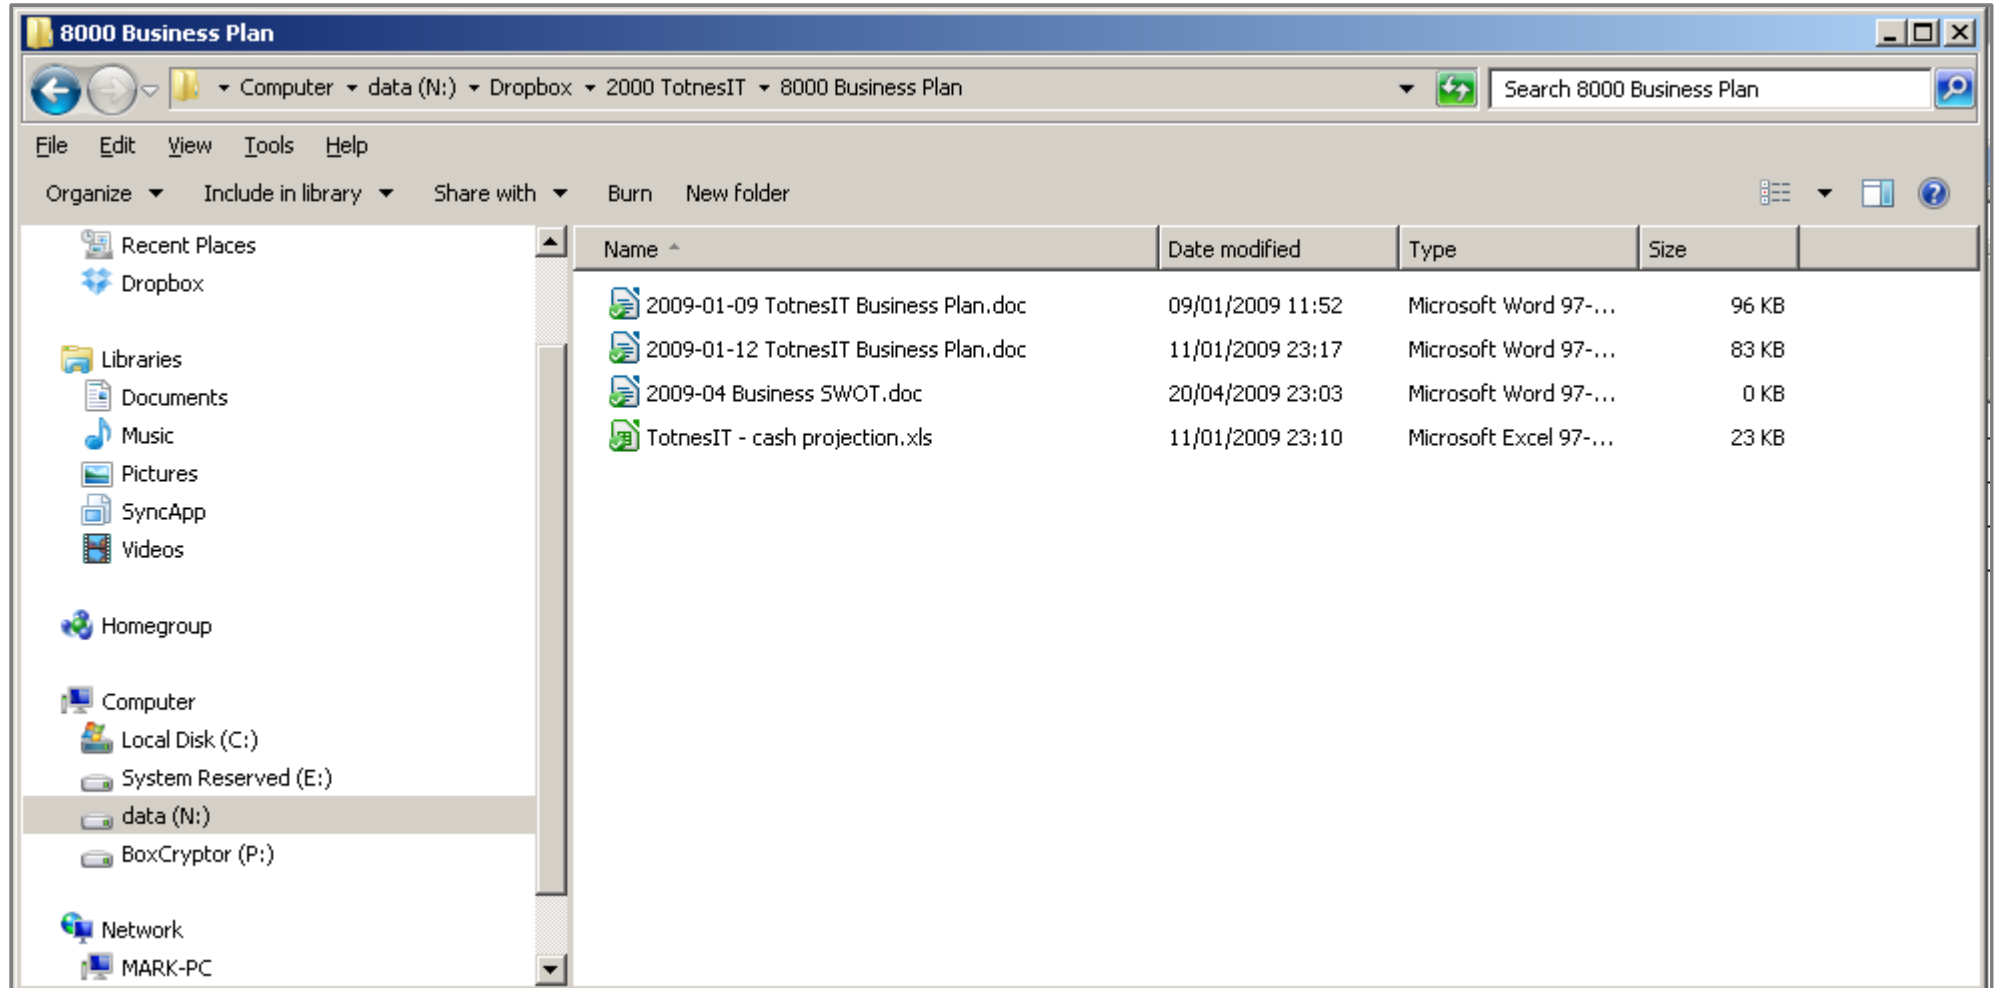 8000 Business Plan
Computer data (N:) Dropbox 2000 TotnesIT 8000 Business Plan Search 8000 Business Plan
File Edit View Tools Help
Organize Include in library Share with Burn New folder
Recent Places
Dropbox
Libraries
Documents
Music
Pictures
SyncApp
Videos
Homegroup
Computer
Local Disk (C:)
System Reserved (E:)
data (N:)
BoxCryptor (P:)
Network
MARK-PC
Name Date modified Type Size
2009-01-09 TotnesIT Business Plan.doc 09/01/2009 11:52 Microsoft Word 97-... 96 KB
2009-01-12 TotnesIT Business Plan.doc 11/01/2009 23:17 Microsoft Word 97-... 83 KB
2009-04 Business SWOT.doc 20/04/2009 23:03 Microsoft Word 97-... 0 KB
TotnesIT - cash projection.xls 11/01/2009 23:10 Microsoft Excel 97-... 23 KB